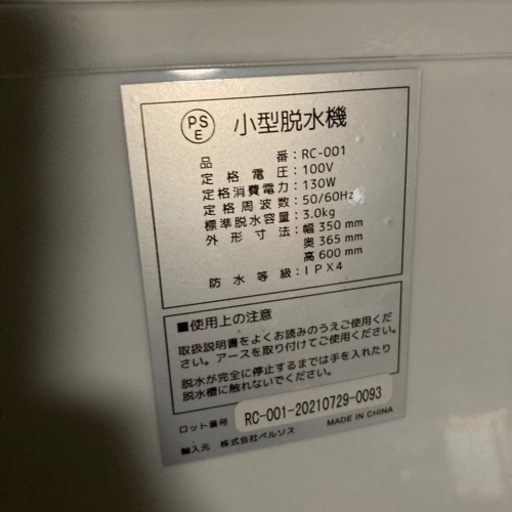 PS
E
小型脱水機
品番：RC-001
定格電圧：100V
定格消費電力：130W
定格周波数：50/60Hz
標準脱水容量：3.0kg
外形寸法：幅 350 mm
奥 365 mm
高 600 mm
防水等級：IPX4
■使用上の注意
取扱説明書をよくお読みのうえご使用くだ
さい。アースを取り付けてご使用ください。
脱水が完全に停止するまでは手を入れたり
脱水槽に触れないでください。
ロット番号 RC-001-20210729-0093
輸入元 株式会社ベルソス MADE IN CHINA